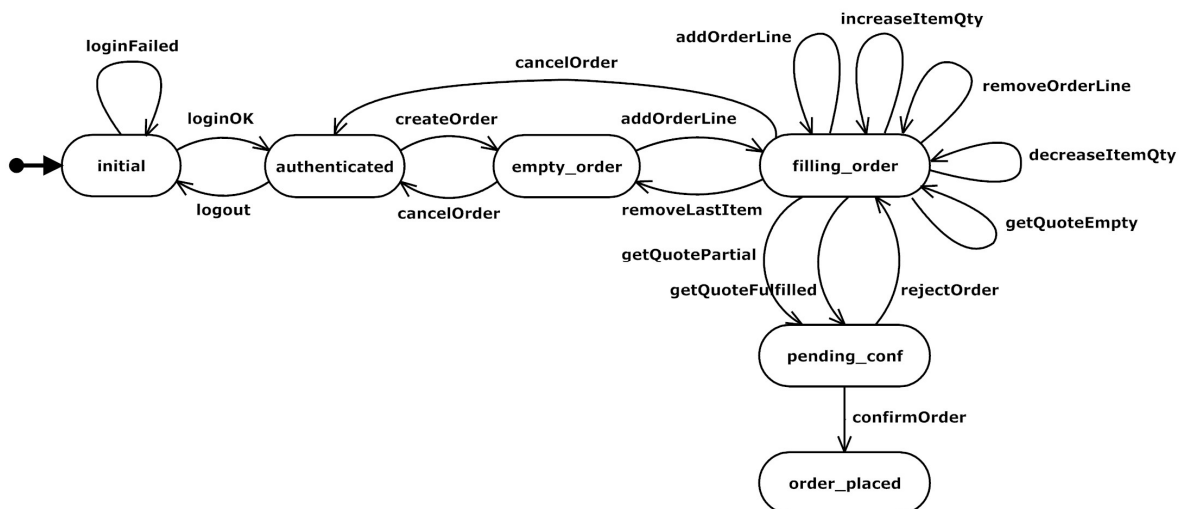 increaseItemQty
addOrderLine
loginFailed
cancelOrder
removeOrderLine
loginOK
createOrder
addOrderLine
initial
authenticated
empty_order
filling_order
decreaseItemQty
logout
cancelOrder
removeLastItem
getQuoteEmpty
getQuotePartial
getQuoteFulfilled
rejectOrder
pending_conf
confirmOrder
order_placed